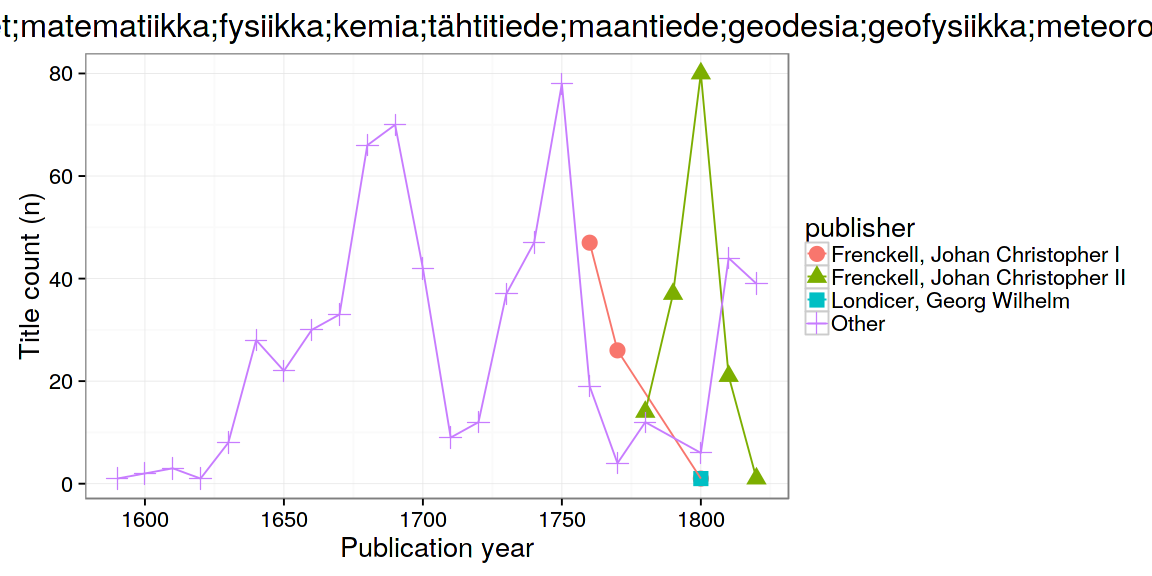 t;matematiikka;fysiikka;kemia;tähtitiede;maantiede;geodesia;geofysiikka;meteoro
80
60
40
20
0
Title count (n)
1600 1650 1700 1750 1800
Publication year
publisher
Frenckell, Johan Christopher I
Frenckell, Johan Christopher II
Londicer, Georg Wilhelm
Other